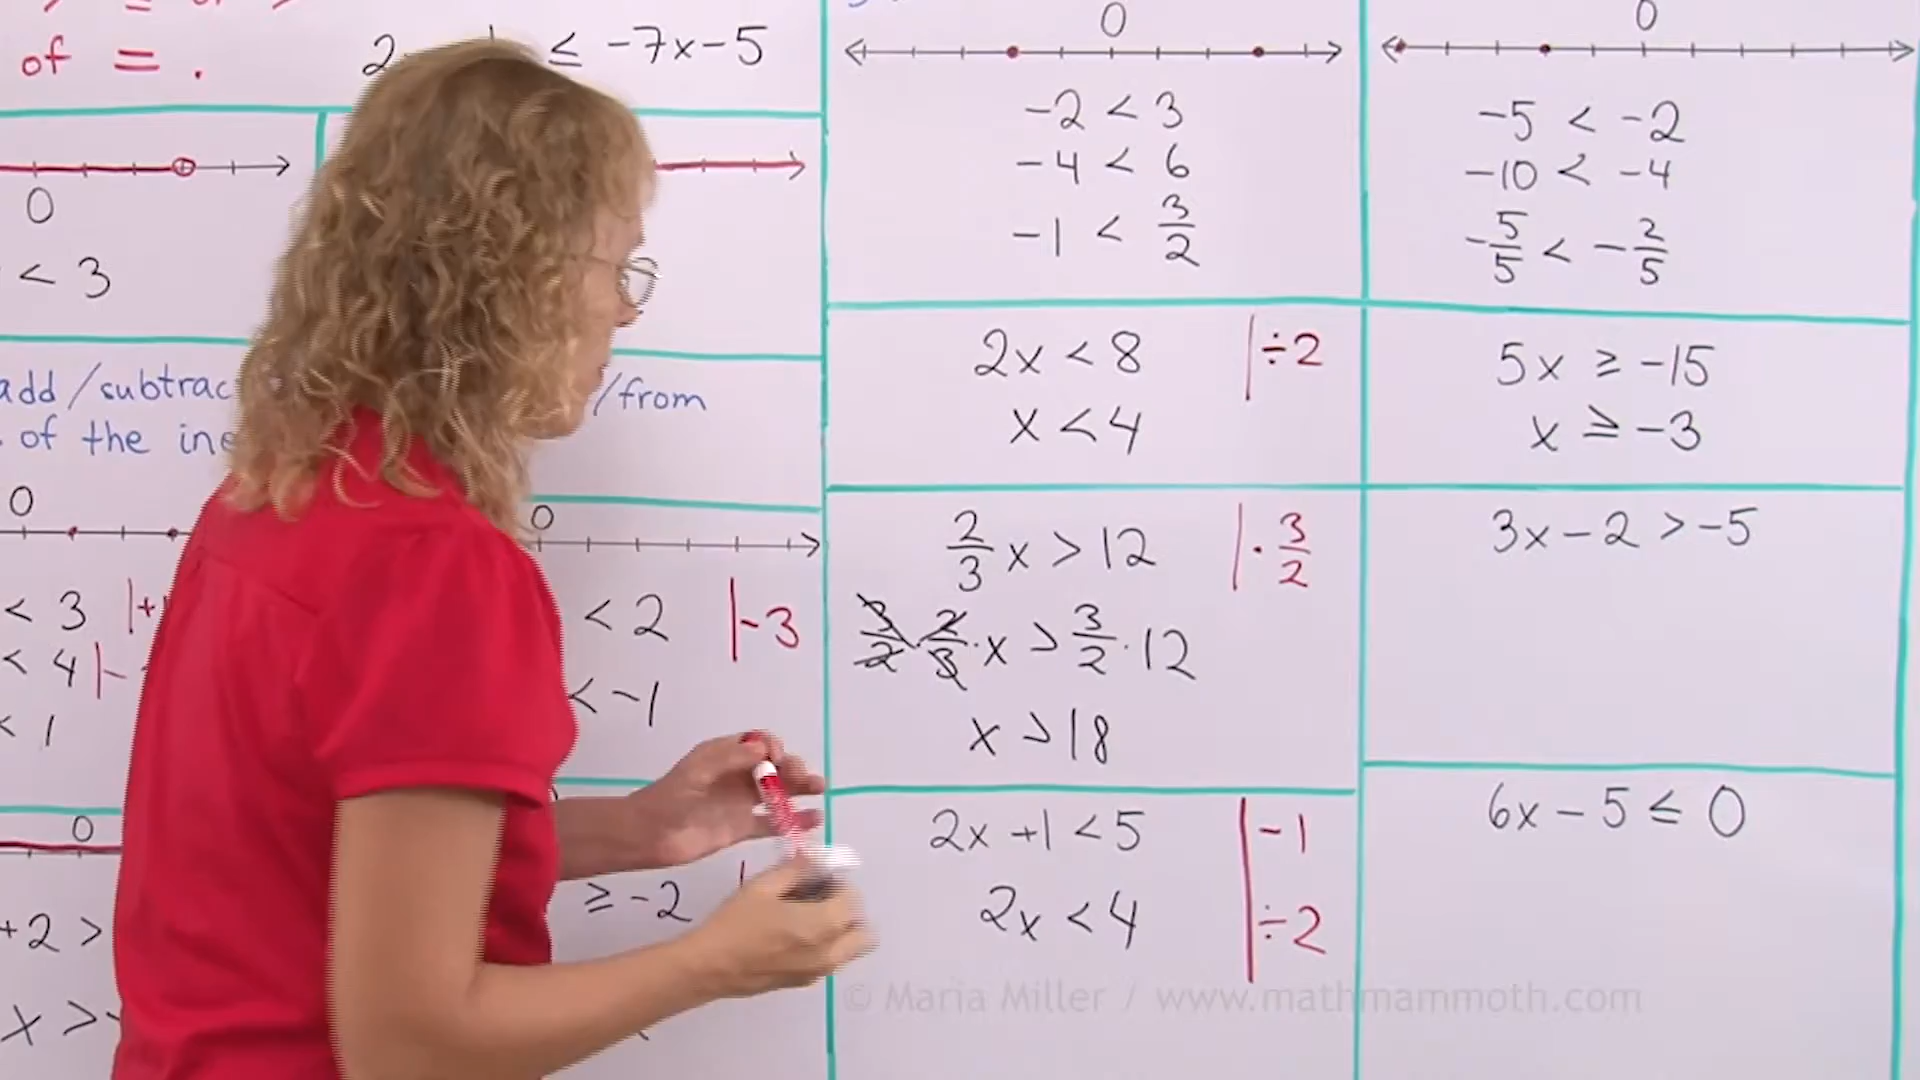 of = .
≤ -7x-5
0
< 3
add/subtrac /from
of the ine
0
0
< 3
< 4
< 1
< 2 |-3
< -1
0
+2 >
x >
≥ -2
0
-2 < 3
-4 < 6
-1 < 3/2
0
-5 < -2
-10 < -4
-5/5 < -2/5
2x < 8 |÷2
x < 4
5x ≥ -15
x ≥ -3
2/3 x > 12 |· 3/2
3/2 · 2/3 · x > 3/2 · 12
x > 18
3x - 2 > -5
2x +1 < 5 | -1
2x < 4 | ÷2
6x - 5 ≤ 0
© Maria Miller / www.mathmammoth.com